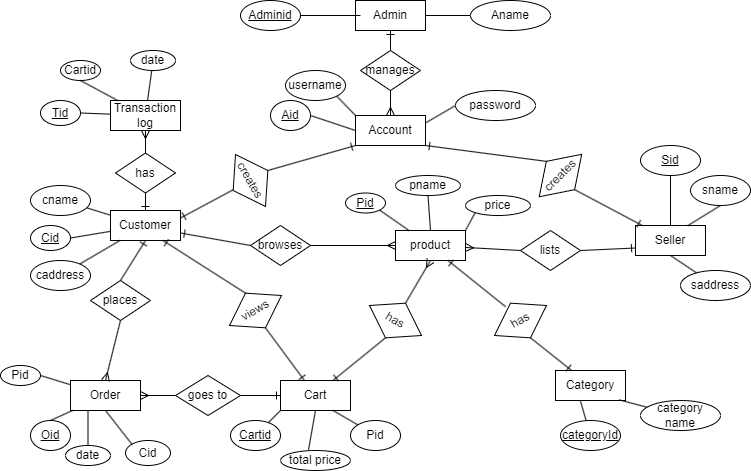 Adminid
Admin
Aname
date
Cartid
manages
username
Tid
Transaction
log
Aid
password
Account
has
creates
creates
Sid
cname
pname
sname
Pid
price
Cid
Customer
browses
product
lists
Seller
caddress
saddress
places
views
has
has
Pid
Order
goes to
Cart
Category
Oid
date
Cid
Cartid
total price
Pid
categoryId
category
name